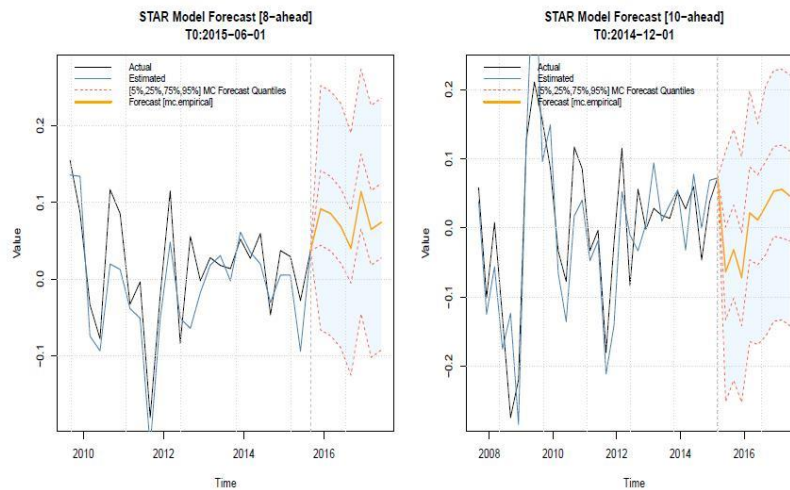 STAR Model Forecast [8-ahead]
T0:2015-06-01
Actual
Estimated
[5%,25%,75%,95%] MC Forecast Quantiles
Forecast [mc.empirical]
Value
0.2
0.1
0.0
-0.1
2010 2012 2014 2016
Time
STAR Model Forecast [10-ahead]
T0:2014-12-01
Actual
Estimated
[5%,25%,75%,95%] MC Forecast Quantiles
Forecast [mc.empirical]
Value
0.2
0.1
0.0
-0.1
-0.2
2008 2010 2012 2014 2016
Time